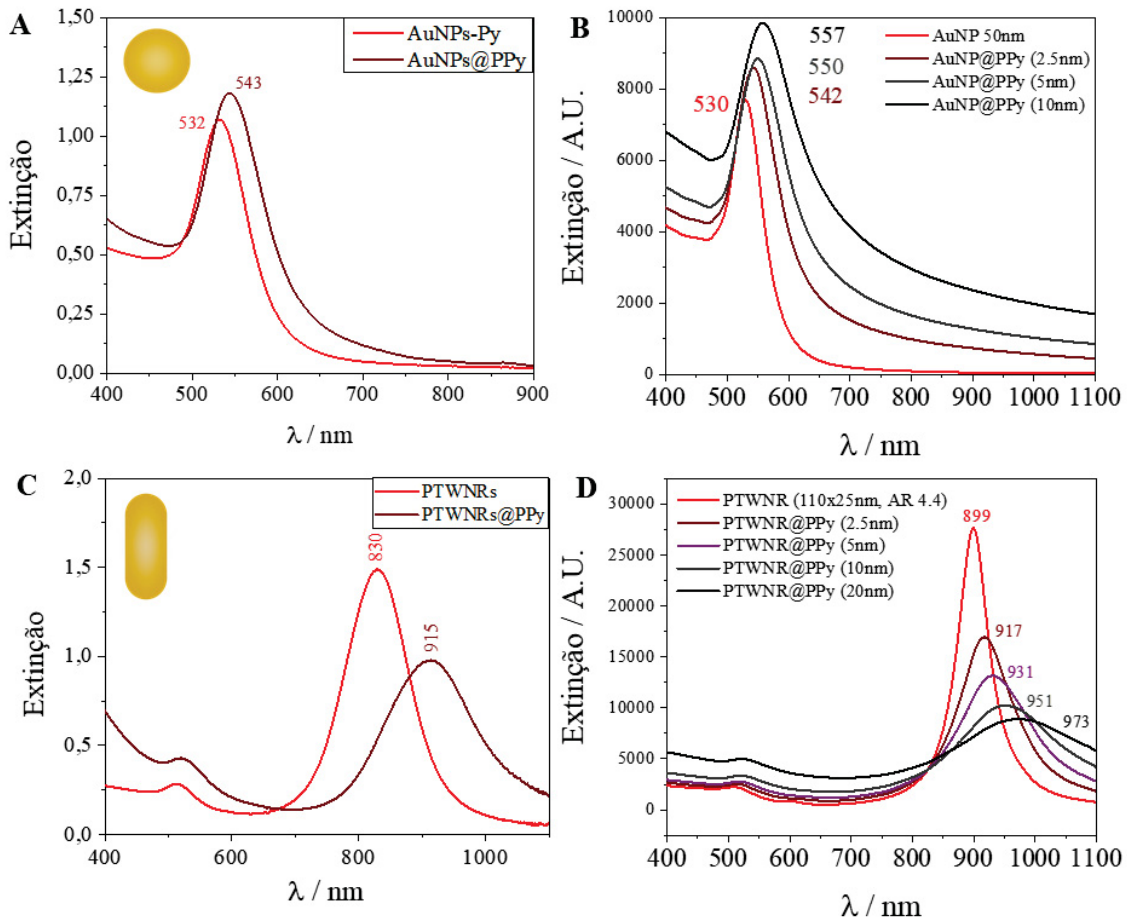 A
1,50
1,25
1,00
0,75
0,50
0,25
0,00
Extinção
AuNPs-Py
AuNPs@PPy
532
543
400
500
600
700
800
900
λ / nm
B
10000
8000
6000
4000
2000
0
Extinção / A.U.
530
557
550
542
AuNP 50nm
AuNP@PPy (2.5nm)
AuNP@PPy (5nm)
AuNP@PPy (10nm)
400
500
600
700
800
900
1000
1100
λ / nm
C
2,0
1,5
1,0
0,5
0,0
Extinção
PTWNRs
PTWNRs@PPy
830
915
400
600
800
1000
λ / nm
D
30000
27500
25000
22500
20000
17500
15000
12500
10000
7500
5000
2500
0
Extinção / A.U.
PTWNR (110x25nm, AR 4.4)
PTWNR@PPy (2.5nm)
PTWNR@PPy (5nm)
PTWNR@PPy (10nm)
PTWNR@PPy (20nm)
899
917
931
951
973
400
500
600
700
800
900
1000
1100
λ / nm